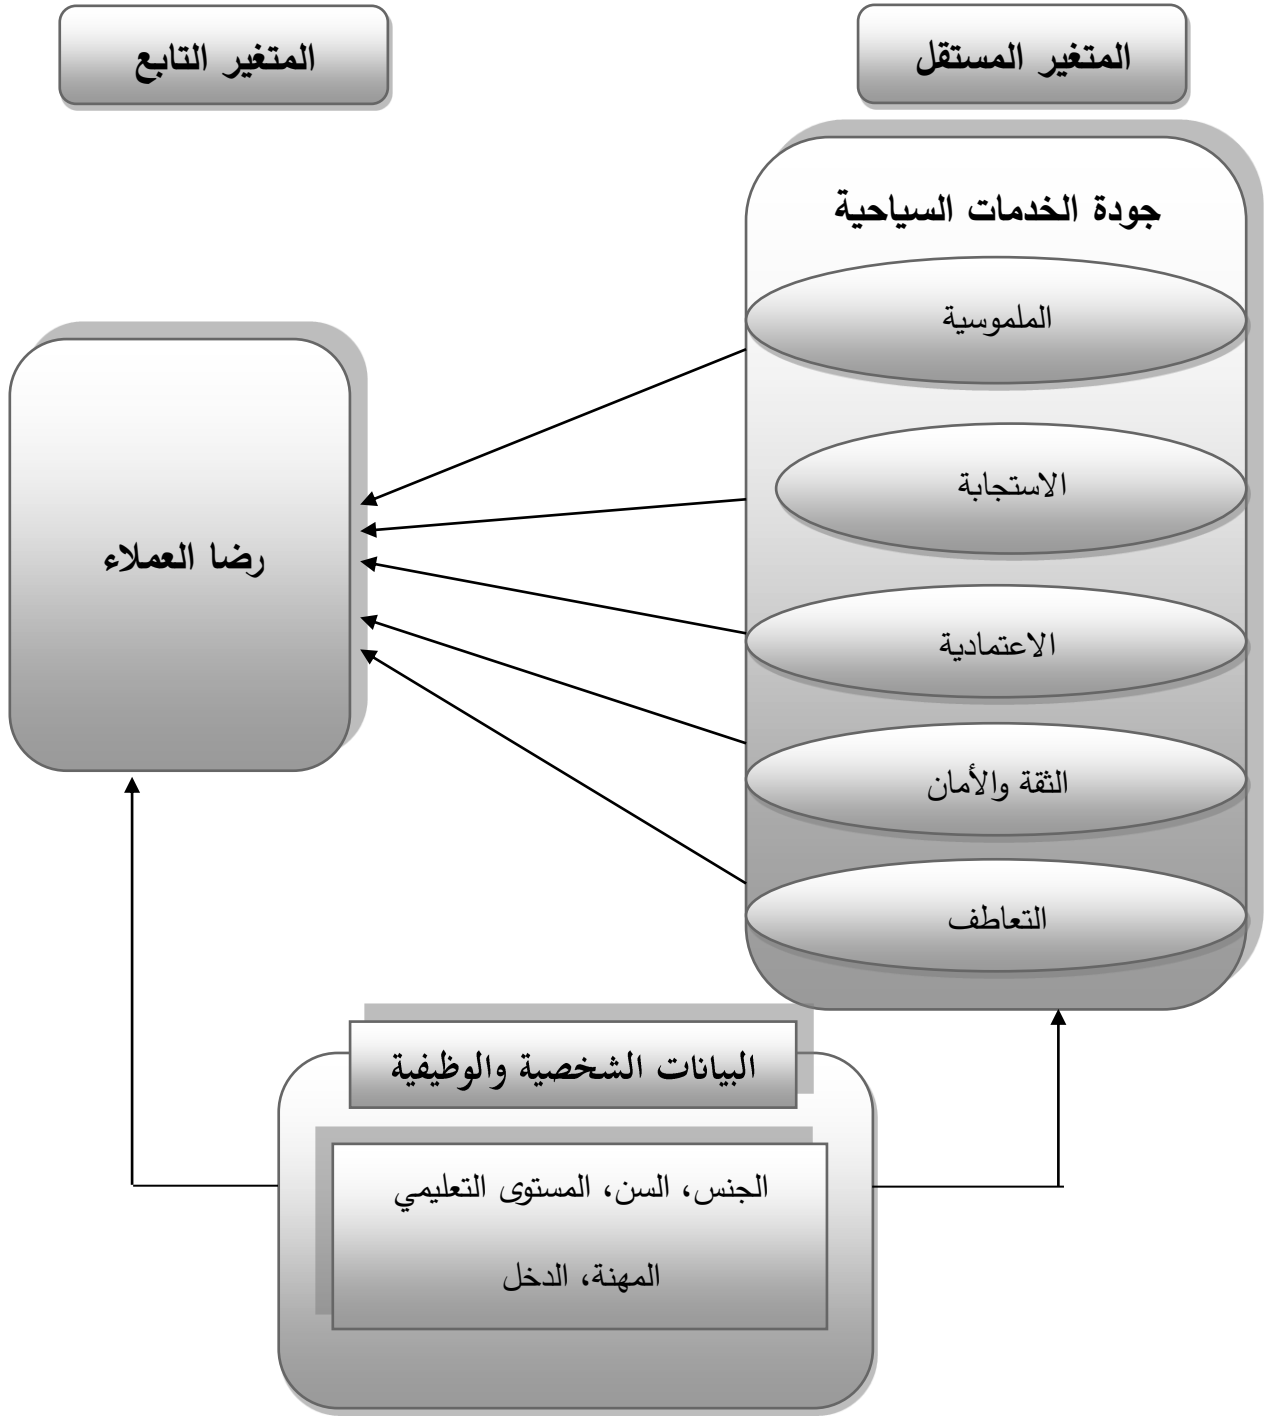 المتغير المستقل
المتغير التابع
جودة الخدمات السياحية
الملموسية
الاستجابة
الاعتمادية
الثقة والأمان
التعاطف
رضا العملاء
البيانات الشخصية والوظيفية
الجنس، السن، المستوى التعليمي
المهنة، الدخل